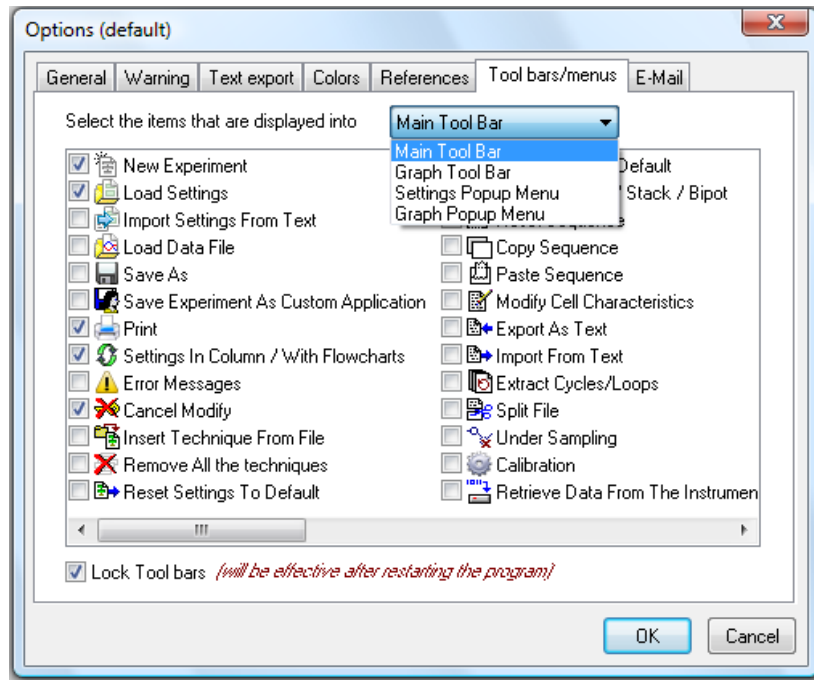 Options (default)
General Warning Text export Colors References Tool bars/menus E-Mail
Select the items that are displayed into Main Tool Bar
Main Tool Bar
Graph Tool Bar
Settings Popup Menu
Graph Popup Menu
New Experiment
Load Settings
Import Settings From Text
Load Data File
Save As
Save Experiment As Custom Application
Print
Settings In Column / With Flowcharts
Error Messages
Cancel Modify
Insert Technique From File
Remove All the techniques
Reset Settings To Default
Default
/ Stack / Bipot
Sequence
Copy Sequence
Paste Sequence
Modify Cell Characteristics
Export As Text
Import From Text
Extract Cycles/Loops
Split File
Under Sampling
Calibration
Retrieve Data From The Instrumen
Lock Tool bars (will be effective after restarting the program)
OK Cancel